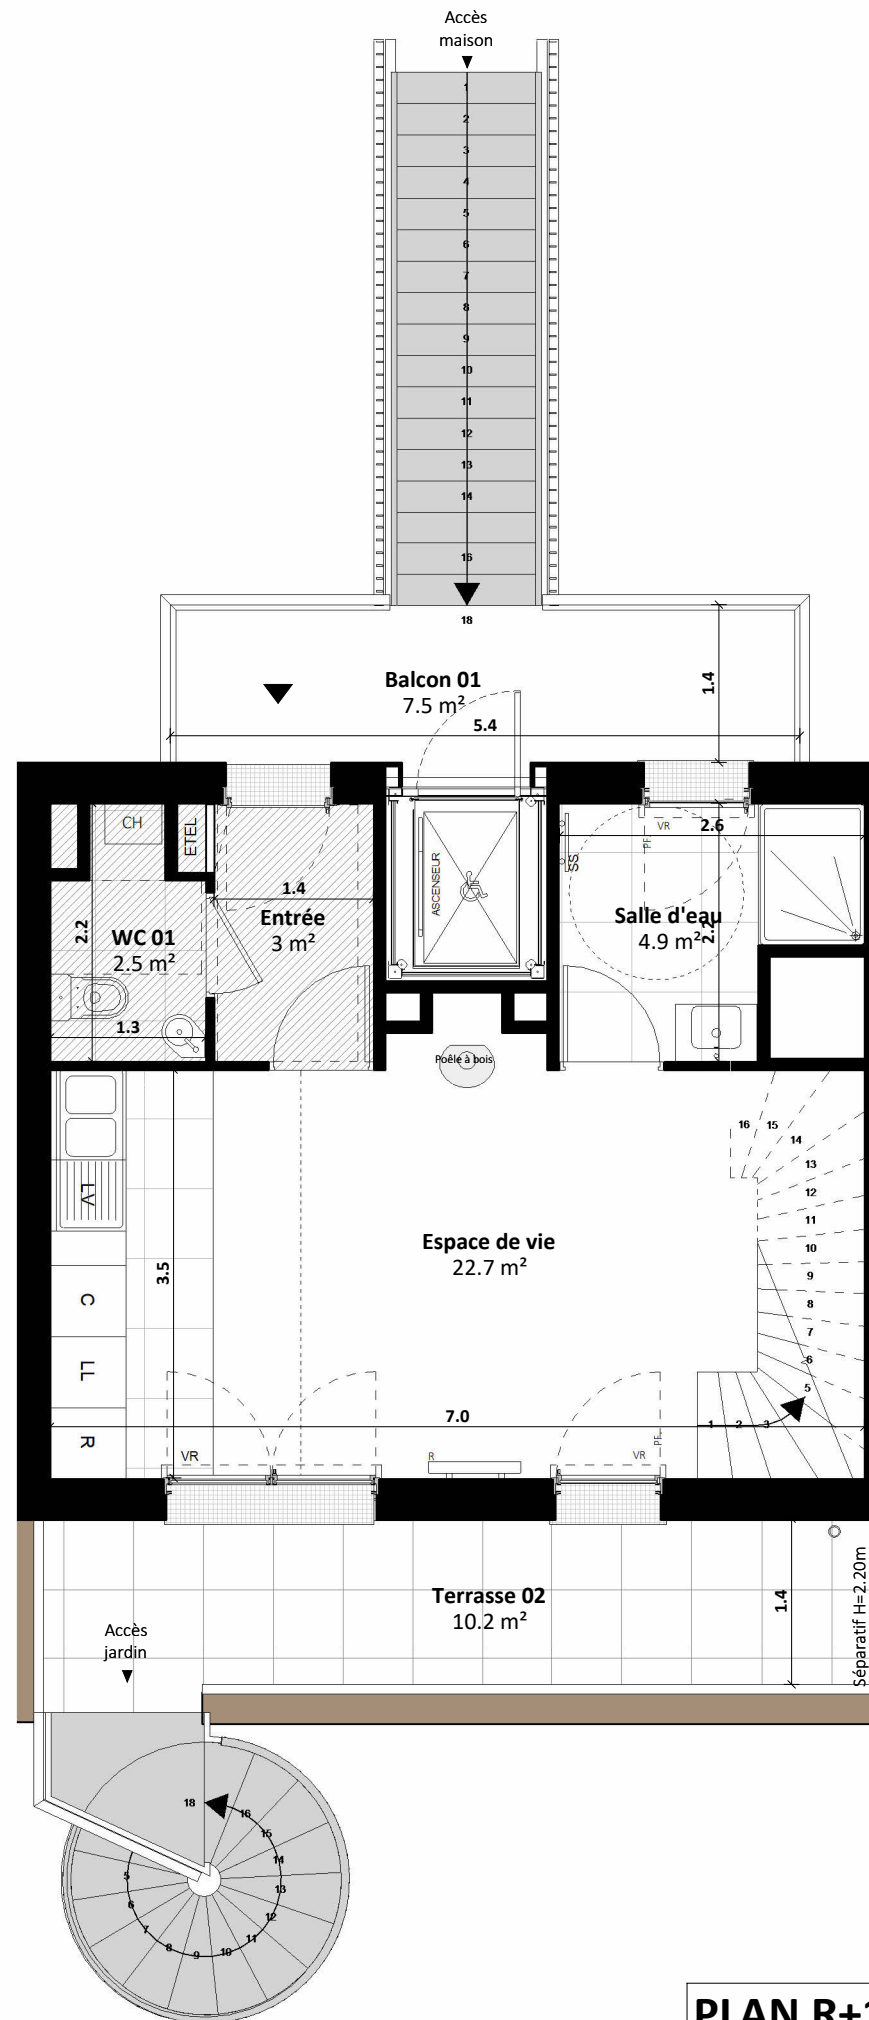 Accès
maison
1
2
3
4
5
6
7
8
9
10
11
12
13
14
16
18
Balcon 01
7.5 m²
1.4
5.4
CH
ETEL
1.4
Entrée
3 m²
WC 01
2.5 m²
2.2
1.3
ASCENSEUR
VR
2.6
PF
SS
Salle d'eau
4.9 m²
2.2
Poêle à bois
16
15
14
13
12
11
10
9
8
7
6
5
3
2
1
LV
C
LL
R
3.5
Espace de vie
22.7 m²
7.0
VR
R
VR
PF
Terrasse 02
10.2 m²
1.4
Séparatif H=2.20m
Accès
jardin
18
16
15
14
13
12
11
10
9
8
7
6
5
PLAN R+1